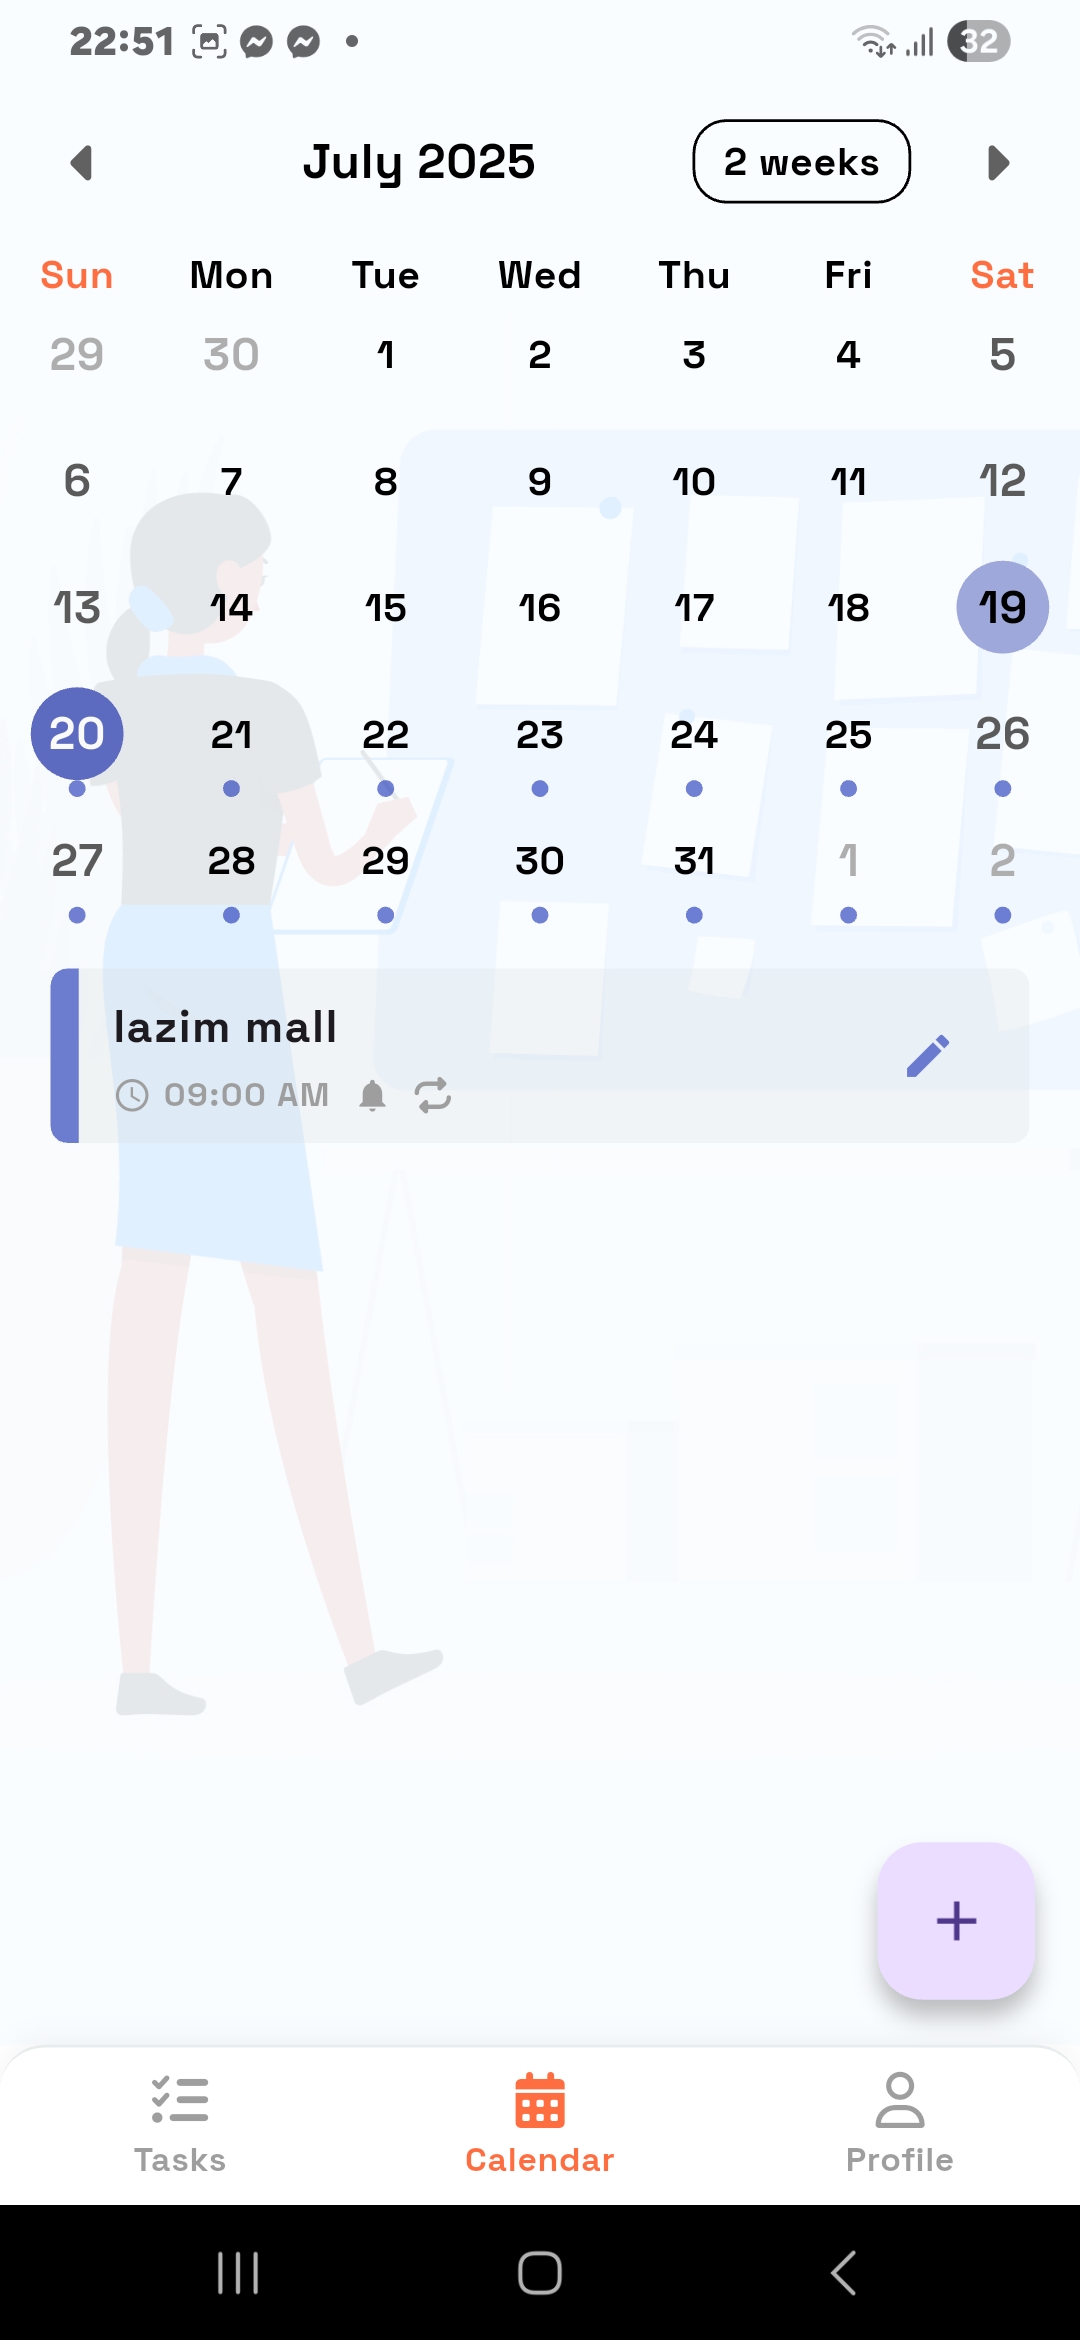 22:51 32
July 2025 2 weeks
Sun Mon Tue Wed Thu Fri Sat
29 30 1 2 3 4 5
6 7 8 9 10 11 12
13 14 15 16 17 18 19
20 21 22 23 24 25 26
27 28 29 30 31 1 2
lazim mall
09:00 AM
Tasks Calendar Profile